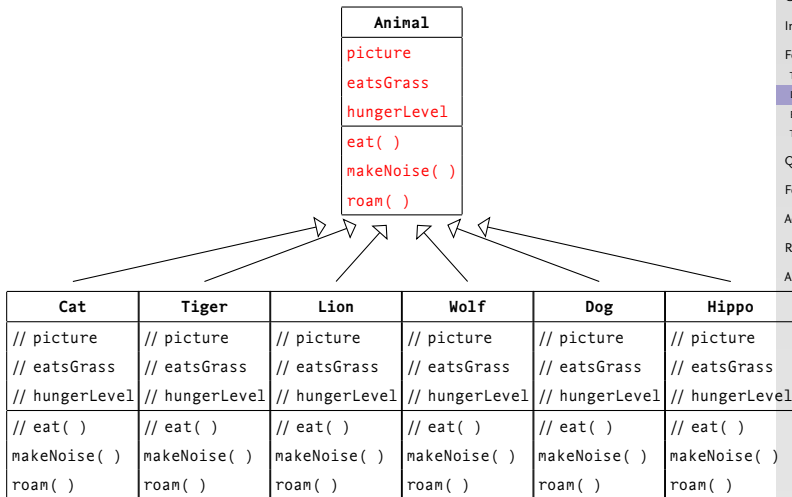 Animal
picture
eatsGrass
hungerLevel
eat( )
makeNoise( )
roam( )
Cat Tiger Lion Wolf Dog Hippo
// picture // picture // picture // picture // picture // picture
// eatsGrass // eatsGrass // eatsGrass // eatsGrass // eatsGrass // eatsGrass
// hungerLevel // hungerLevel // hungerLevel // hungerLevel // hungerLevel // hungerLevel
// eat( ) // eat( ) // eat( ) // eat( ) // eat( ) // eat( )
makeNoise( ) makeNoise( ) makeNoise( ) makeNoise( ) makeNoise( ) makeNoise( )
roam( ) roam( ) roam( ) roam( ) roam( ) roam( )